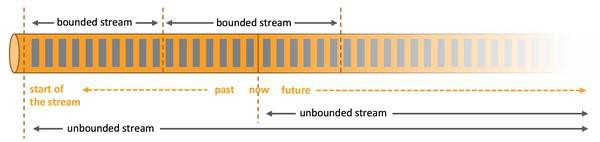 bounded stream
bounded stream
start of
the stream
past
now
future
unbounded stream
unbounded stream